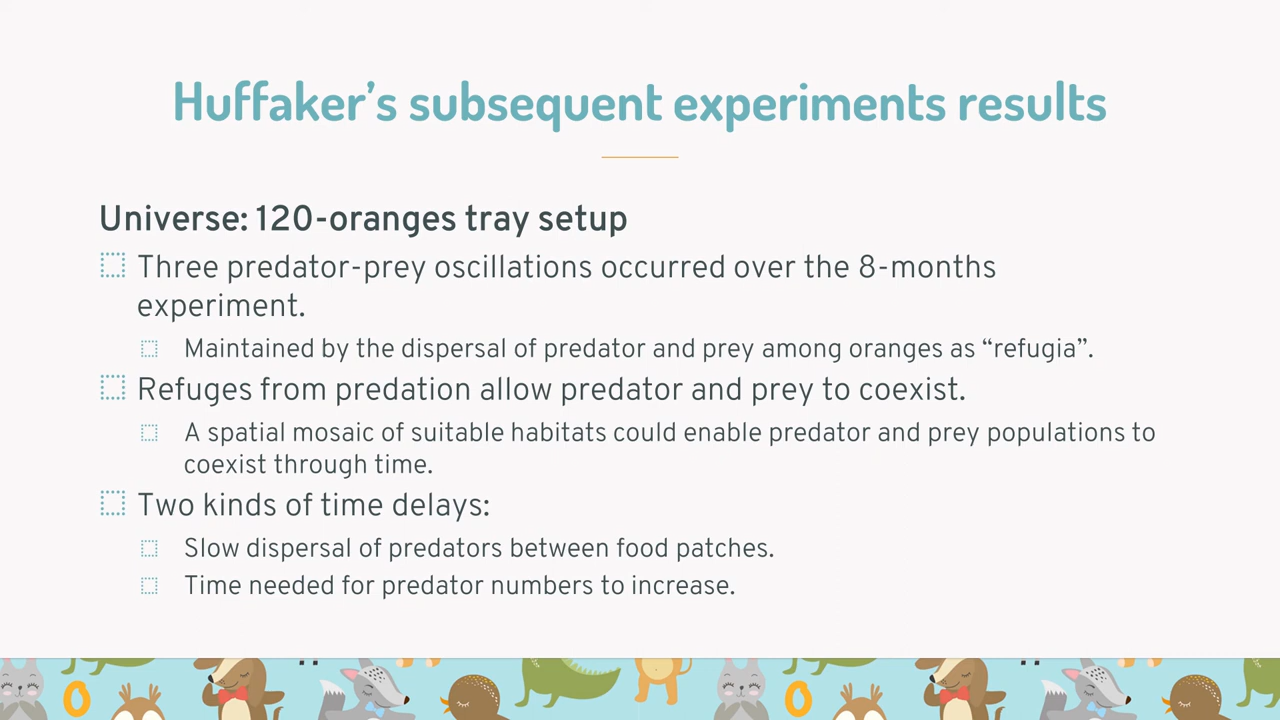 Huffaker’s subsequent experiments results
Universe: 120-oranges tray setup
Three predator-prey oscillations occurred over the 8-months
experiment.
Maintained by the dispersal of predator and prey among oranges as “refugia”.
Refuges from predation allow predator and prey to coexist.
A spatial mosaic of suitable habitats could enable predator and prey populations to
coexist through time.
Two kinds of time delays:
Slow dispersal of predators between food patches.
Time needed for predator numbers to increase.